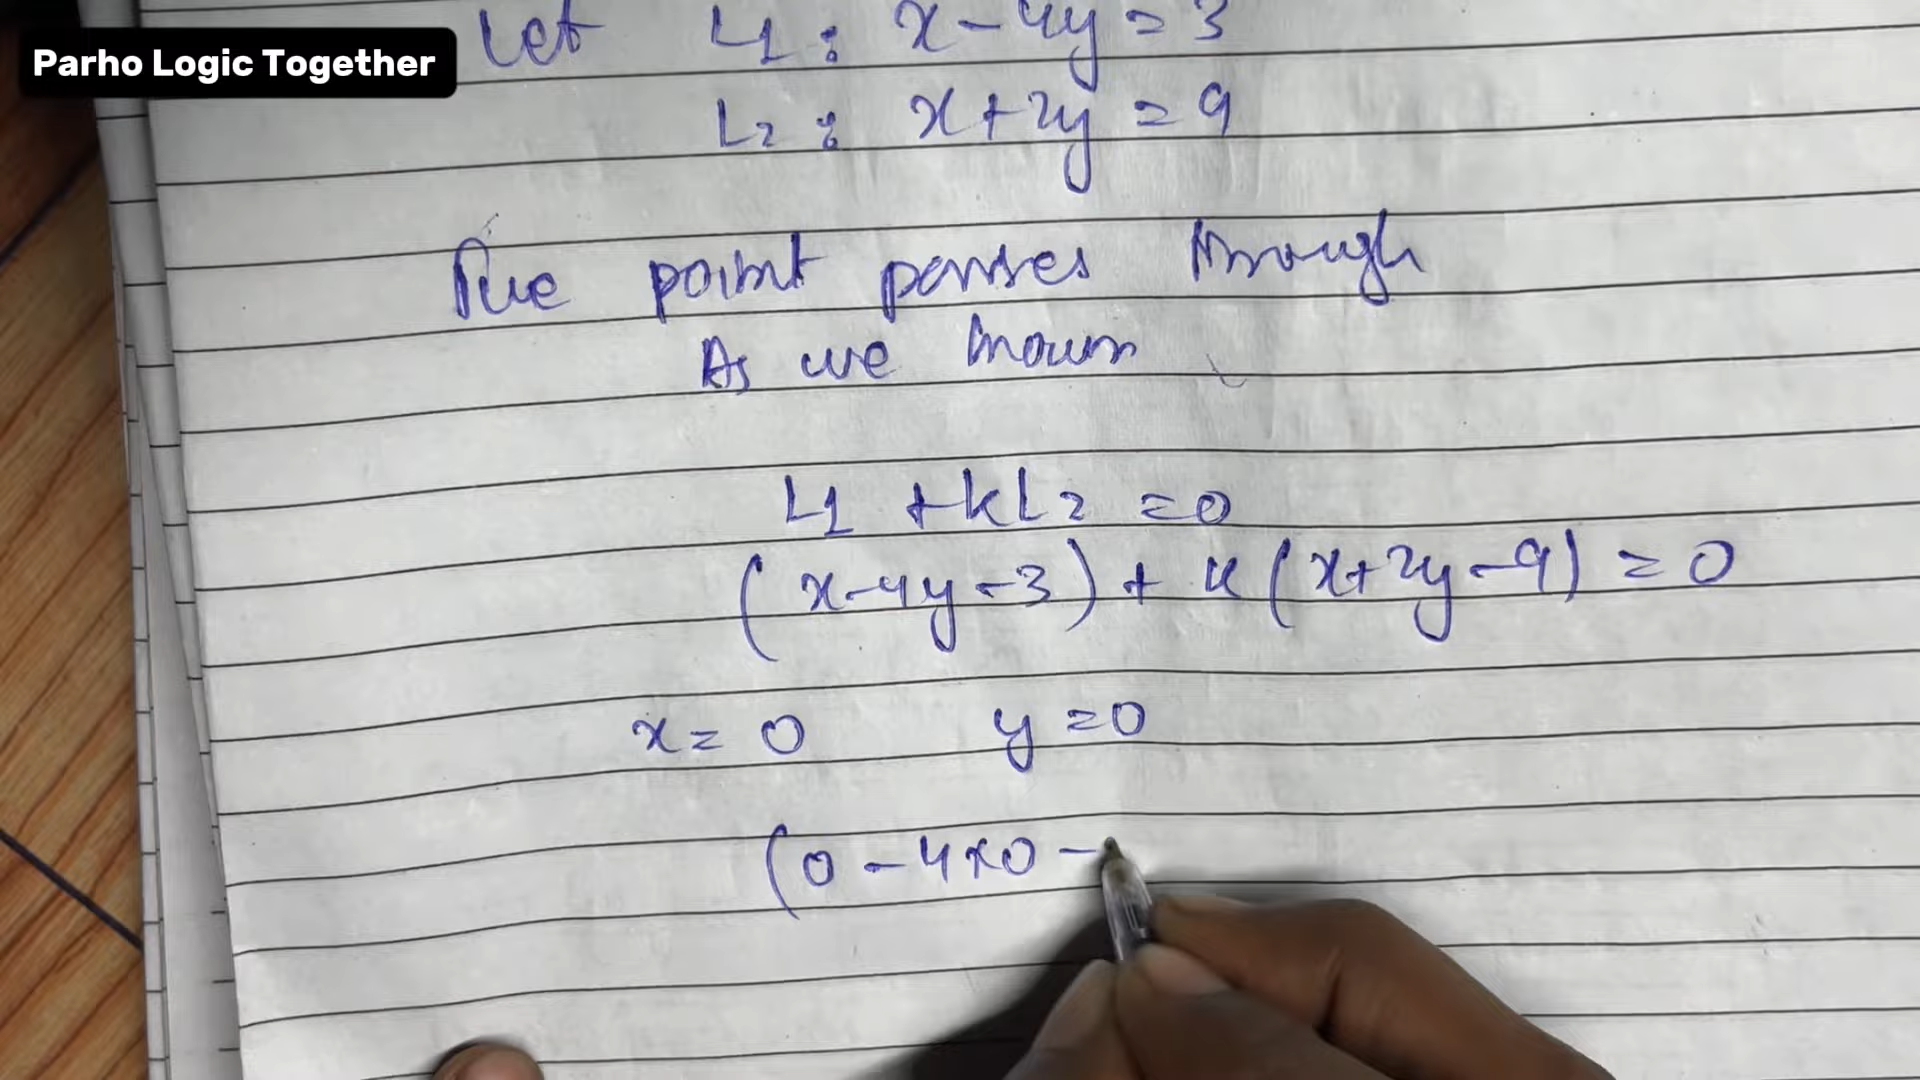 Parho Logic Together
Let L1 : x - 4y = 3
L2 : x + 2y = 9
The point passes through
As we known
L1 + kL2 = 0
(x - 4y - 3) + k (x + 2y - 9) = 0
x = 0 y = 0
(0 - 4 × 0 -